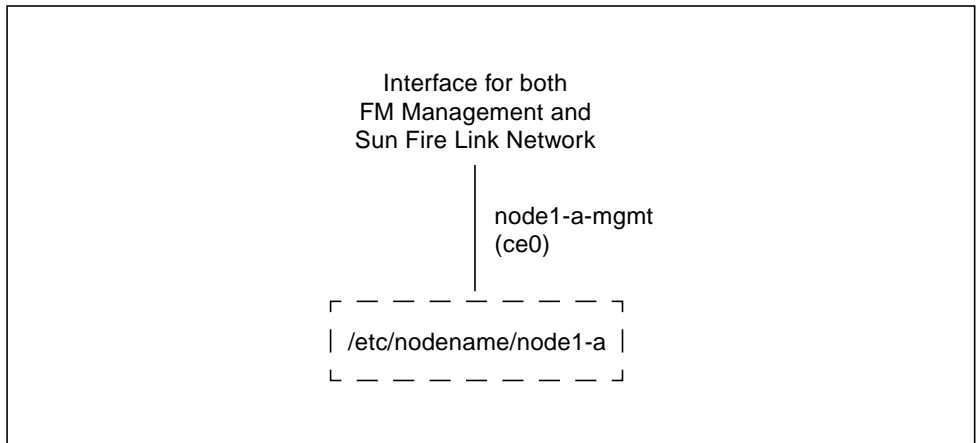 Interface for both
FM Management and
Sun Fire Link Network
node1-a-mgmt
(ce0)
/etc/nodename/node1-a